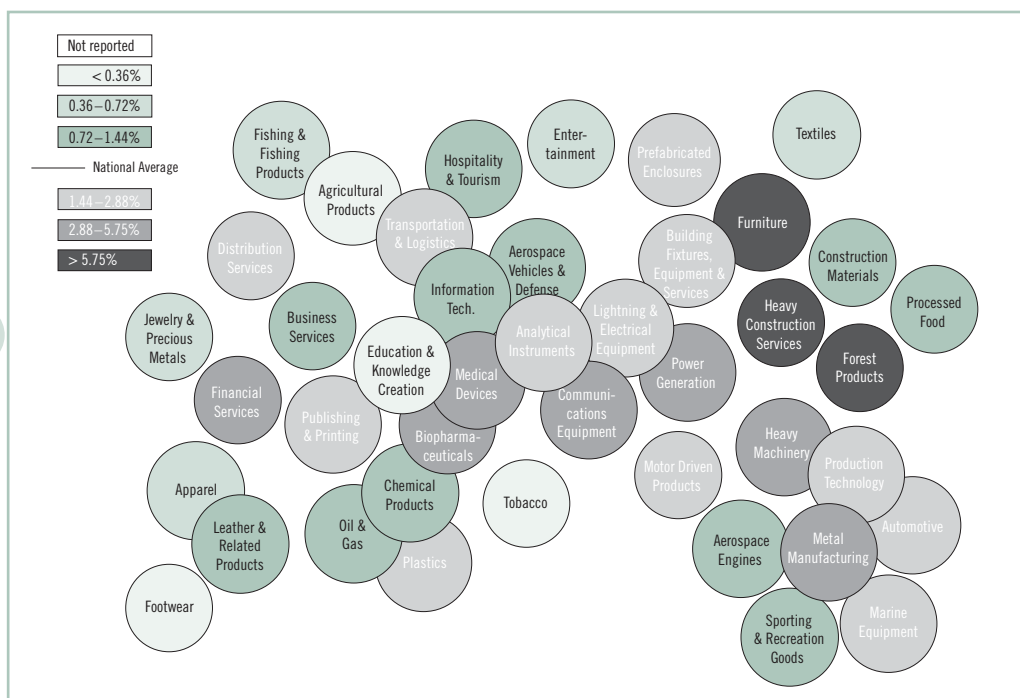 Not reported
< 0.36%
0.36–0.72%
0.72–1.44%
National Average
1.44–2.88%
2.88–5.75%
> 5.75%
Fishing &
Fishing
Products
Agricultural
Products
Hospitality
& Tourism
Enter-
tainment
Prefabricated
Enclosures
Textiles
Transportation
& Logistics
Furniture
Distribution
Services
Building
Fixtures,
Equipment &
Services
Aerospace
Vehicles &
Defense
Construction
Materials
Information
Tech.
Processed
Food
Jewelry &
Precious
Metals
Business
Services
Analytical
Instruments
Lightning &
Electrical
Equipment
Heavy
Construction
Services
Education &
Knowledge
Creation
Medical
Devices
Power
Generation
Forest
Products
Financial
Services
Publishing
& Printing
Communi-
cations
Equipment
Biopharma-
ceuticals
Heavy
Machinery
Apparel
Chemical
Products
Tobacco
Motor Driven
Products
Production
Technology
Leather &
Related
Products
Oil &
Gas
Plastics
Aerospace
Engines
Metal
Manufacturing
Automotive
Footwear
Sporting
& Recreation
Goods
Marine
Equipment